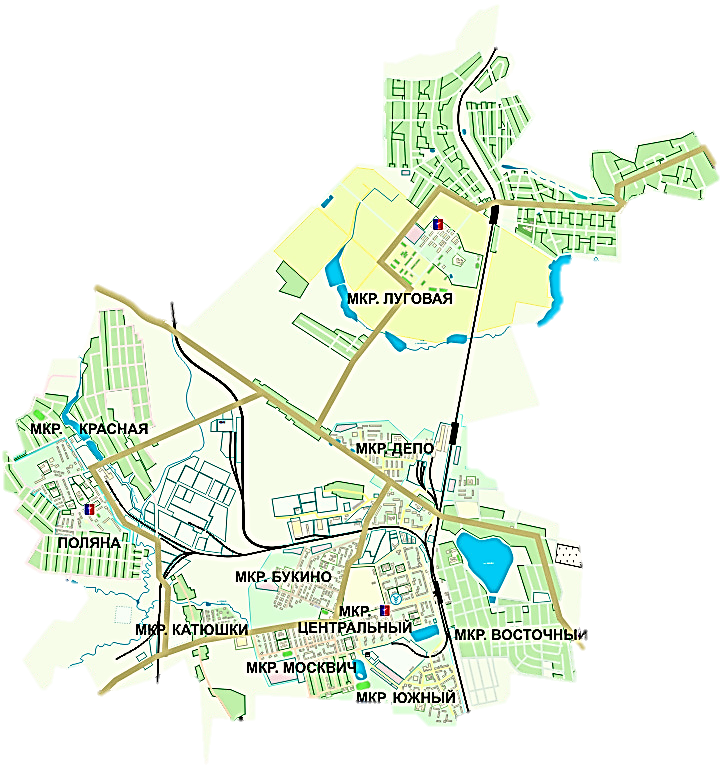 МКР. ЛУГОВАЯ
МКР. КРАСНАЯ
МКР. ДЕПО
ПОЛЯНА
МКР. БУКИНО
МКР.
ЦЕНТРАЛЬНЫЙ
МКР. КАТЮШКИ
МКР. ВОСТОЧНЫЙ
МКР. МОСКВИЧ
МКР. ЮЖНЫЙ